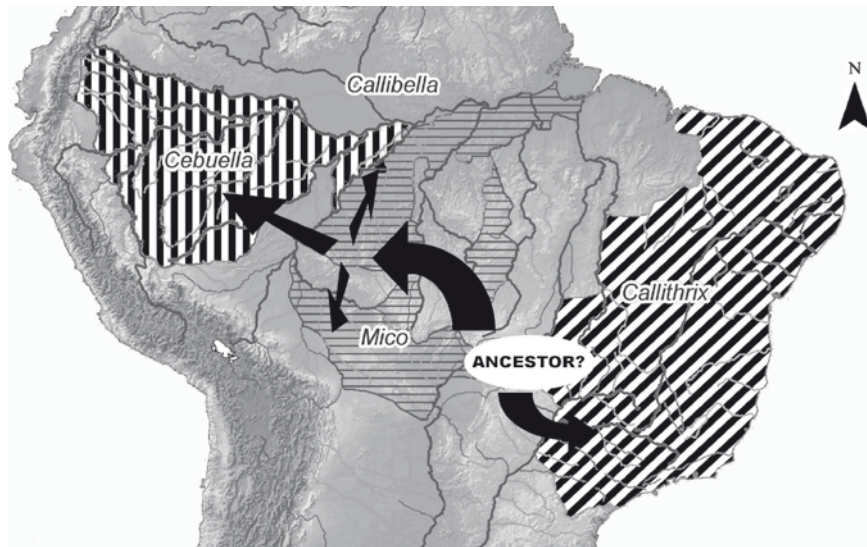 Callibella
N
Cebuella
Callithrix
Mico
ANCESTOR?